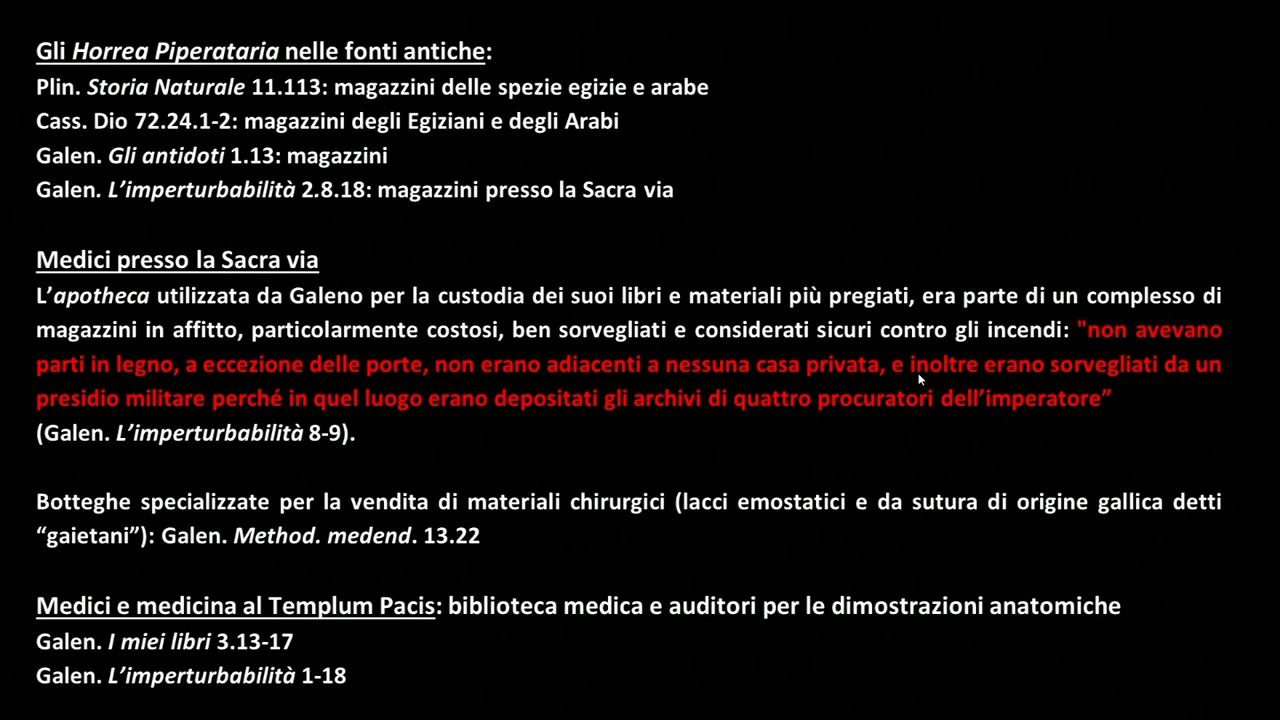 Gli Horrea Piperataria nelle fonti antiche:
Plin. Storia Naturale 11.113: magazzini delle spezie egizie e arabe
Cass. Dio 72.24.1-2: magazzini degli Egiziani e degli Arabi
Galen. Gli antidoti 1.13: magazzini
Galen. L’imperturbabilità 2.8.18: magazzini presso la Sacra via
Medici presso la Sacra via
L’apotheca utilizzata da Galeno per la custodia dei suoi libri e materiali più pregiati, era parte di un complesso di
magazzini in affitto, particolarmente costosi, ben sorvegliati e considerati sicuri contro gli incendi: "non avevano
parti in legno, a eccezione delle porte, non erano adiacenti a nessuna casa privata, e inoltre erano sorvegliati da un
presidio militare perché in quel luogo erano depositati gli archivi di quattro procuratori dell’imperatore”
(Galen. L’imperturbabilità 8-9).
Botteghe specializzate per la vendita di materiali chirurgici (lacci emostatici e da sutura di origine gallica detti
“gaietani”): Galen. Method. medend. 13.22
Medici e medicina al Templum Pacis: biblioteca medica e auditori per le dimostrazioni anatomiche
Galen. I miei libri 3.13-17
Galen. L’imperturbabilità 1-18